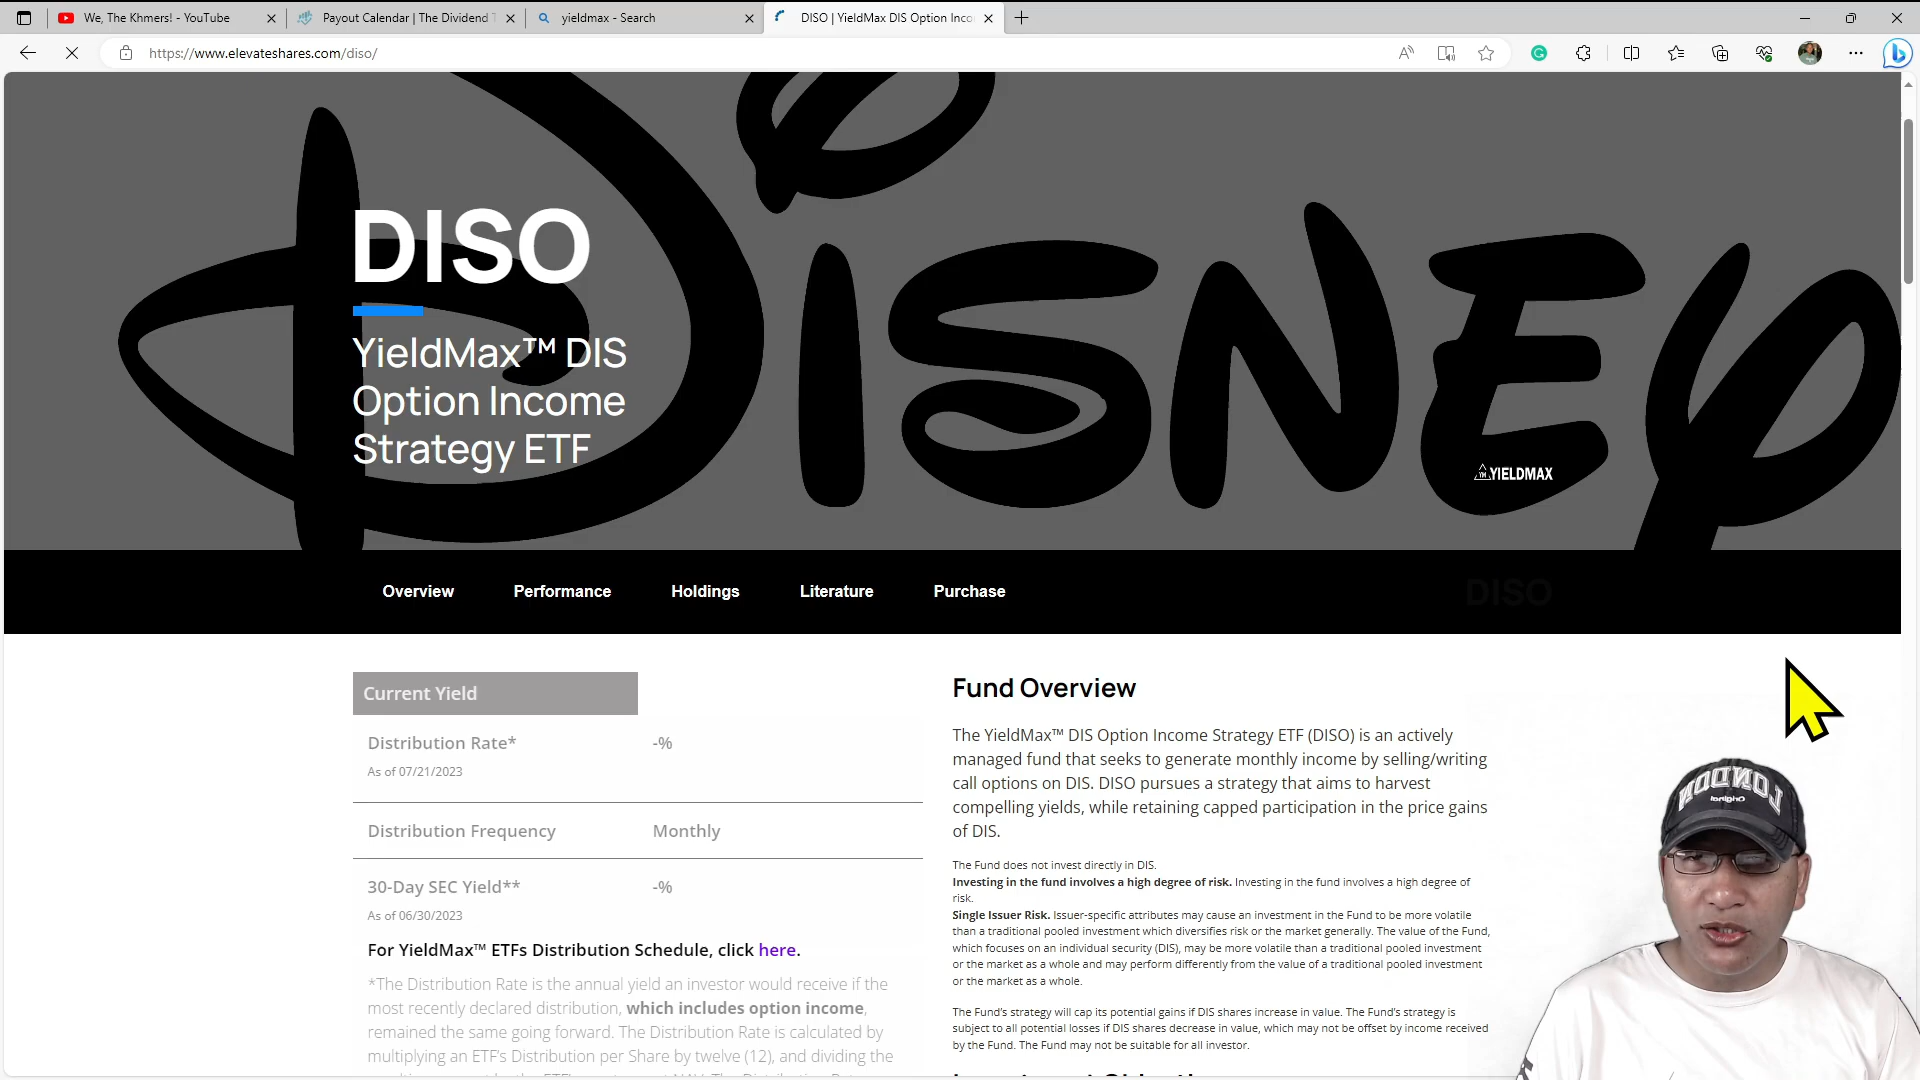 We, The Khmers! - YouTube
Payout Calendar | The Dividend T
yieldmax - Search
DISO | YieldMax DIS Option Inco
https://www.elevateshares.com/diso/
DISNEY
DISO
YieldMax™ DIS
Option Income
Strategy ETF
YIELDMAX
Overview Performance Holdings Literature Purchase
DISO
Current Yield
Distribution Rate* -%
As of 07/21/2023
Distribution Frequency Monthly
30-Day SEC Yield** -%
As of 06/30/2023
For YieldMax™ ETFs Distribution Schedule, click here.
*The Distribution Rate is the annual yield an investor would receive if the
most recently declared distribution, which includes option income,
remained the same going forward. The Distribution Rate is calculated by
multiplying an ETF's Distribution per Share by twelve (12), and dividing the
Fund Overview
The YieldMax™ DIS Option Income Strategy ETF (DISO) is an actively
managed fund that seeks to generate monthly income by selling/writing
call options on DIS. DISO pursues a strategy that aims to harvest
compelling yields, while retaining capped participation in the price gains
of DIS.
The Fund does not invest directly in DIS.
Investing in the fund involves a high degree of risk. Investing in the fund involves a high degree of
risk.
Single Issuer Risk. Issuer-specific attributes may cause an investment in the Fund to be more volatile
than a traditional pooled investment which diversifies risk or the market generally. The value of the Fund,
which focuses on an individual security (DIS), may be more volatile than a traditional pooled investment
or the market as a whole and may perform differently from the value of a traditional pooled investment
or the market as a whole.
The Fund's strategy will cap its potential gains if DIS shares increase in value. The Fund's strategy is
subject to all potential losses if DIS shares decrease in value, which may not be offset by income received
by the Fund. The Fund may not be suitable for all investor.
LONDON
Original